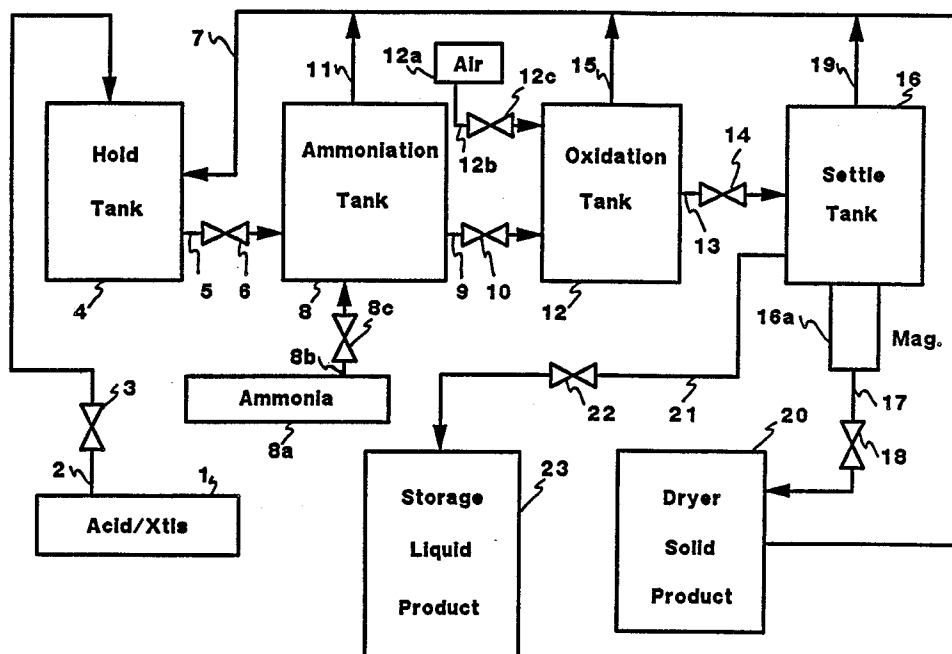 7
11
12a
Air
12c
15
19
16
Hold
Tank
Ammoniation
Tank
12b
Oxidation
Tank
14
Settle
Tank
13
4
5
6
8
9
10
12
16a
Mag.
8c
8b
Ammonia
8a
3
22
21
17
20
18
2
1
Acid/Xtls
23
Storage
Liquid
Product
Dryer
Solid
Product